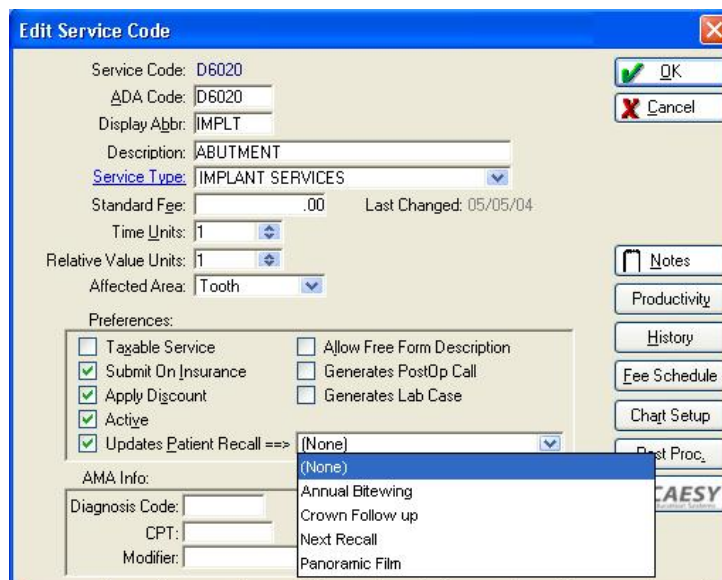 Edit Service Code
Service Code: D6020
OK
ADA Code: D6020
Display Abbr: IMPLT
Cancel
Description: ABUTMENT
Service Type: IMPLANT SERVICES
Standard Fee: .00 Last Changed: 05/05/04
Time Units: 1
Relative Value Units: 1
Notes
Affected Area: Tooth
Productivity
Preferences:
Taxable Service Allow Free Form Description
History
Submit On Insurance Generates PostOp Call
Apply Discount Generates Lab Case
Fee Schedule
Active
Chart Setup
Updates Patient Recall ==> (None)
Post Proc.
(None)
AMA Info:
Annual Bitewing
CAESY
Diagnosis Code:
Crown Follow up
CPT:
Next Recall
Modifier:
Panoramic Film